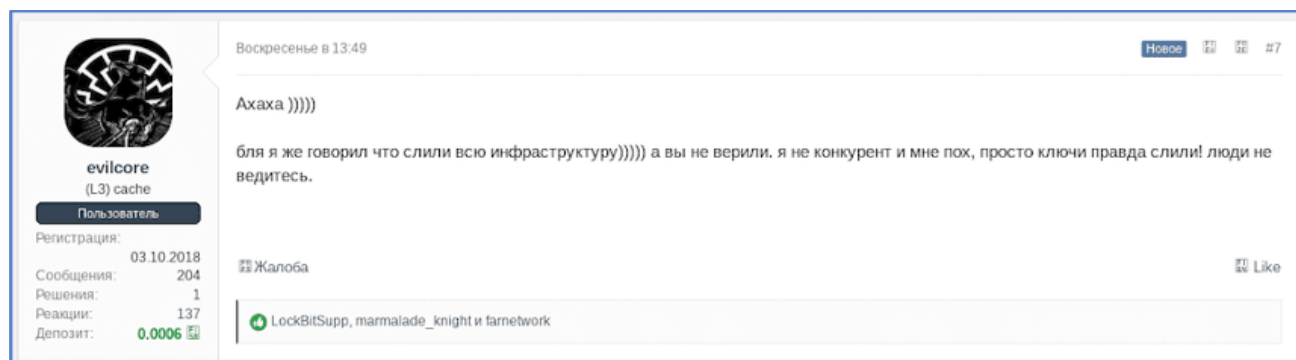 Воскресенье в 13:49
Новое
#7
evilcore
(L3) cache
Пользователь
Регистрация:
03.10.2018
Сообщения: 204
Решения: 1
Реакции: 137
Депозит: 0.0006
Ахаха )))))
бля я же говорил что слили всю инфраструктуру))))) а вы не верили. я не конкурент и мне пох, просто ключи правда слили! люди не
ведитесь.
Жалоба
Like
LockBitSupp, marmalade_knight и farnetwork